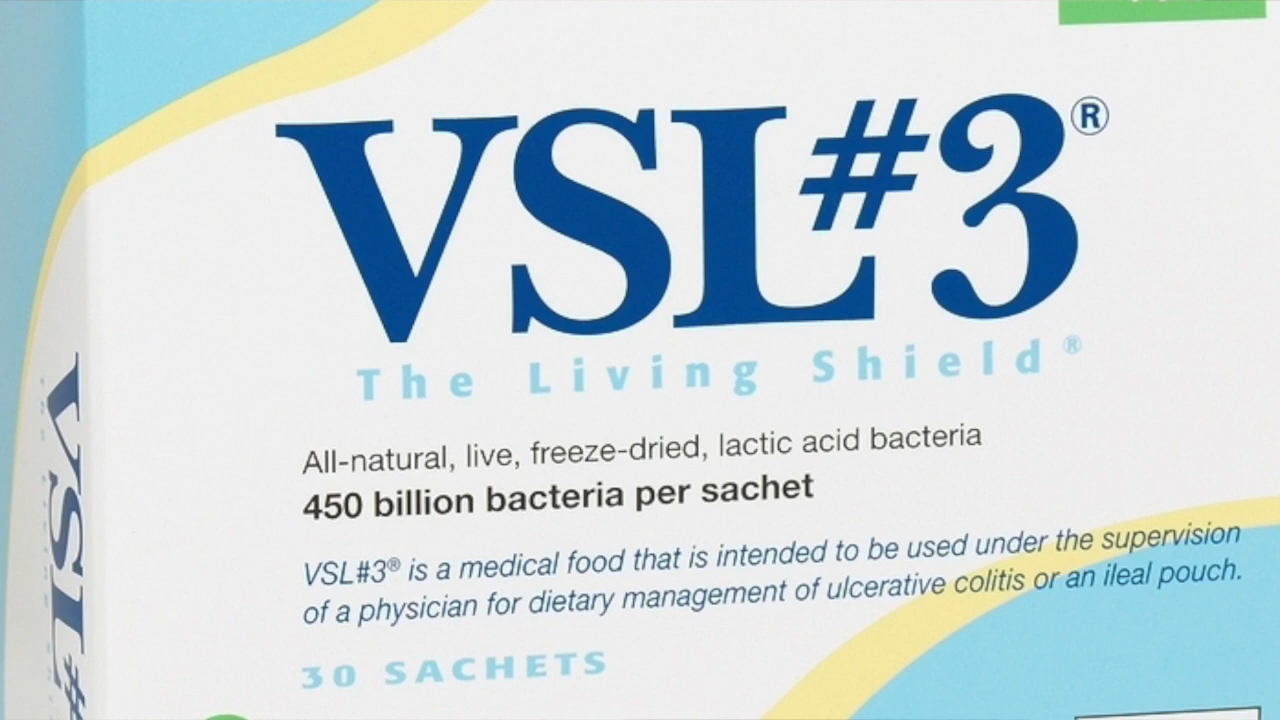 VSL#3®
The Living Shield®
All-natural, live, freeze-dried, lactic acid bacteria
450 billion bacteria per sachet
VSL#3® is a medical food that is intended to be used under the supervision
of a physician for dietary management of ulcerative colitis or an ileal pouch.
30 SACHETS
VSL#